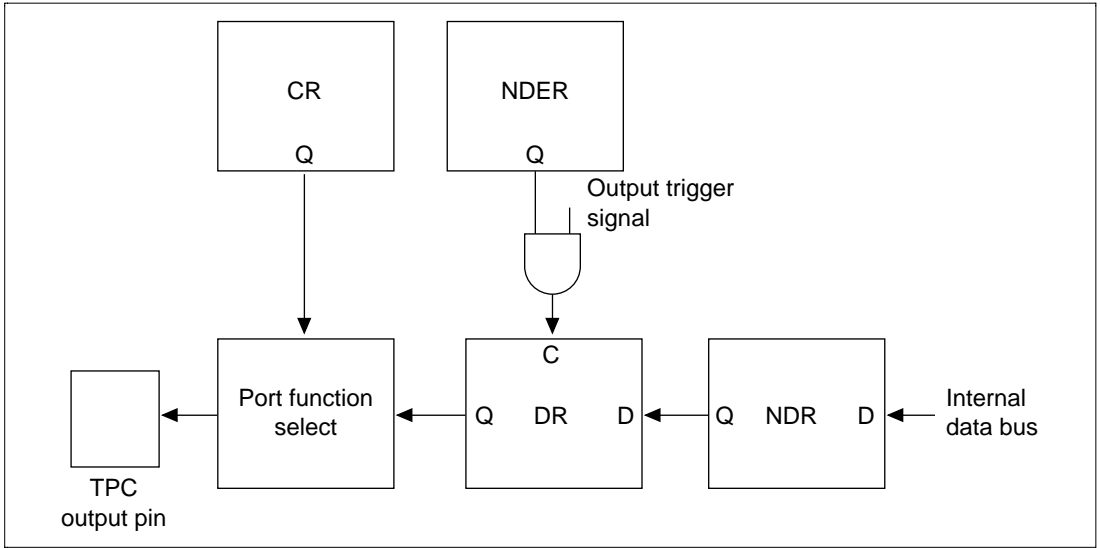 CR
Q
NDER
Q
Output trigger
signal
C
Port function
select
Q DR D
Q NDR D
Internal
data bus
TPC
output pin